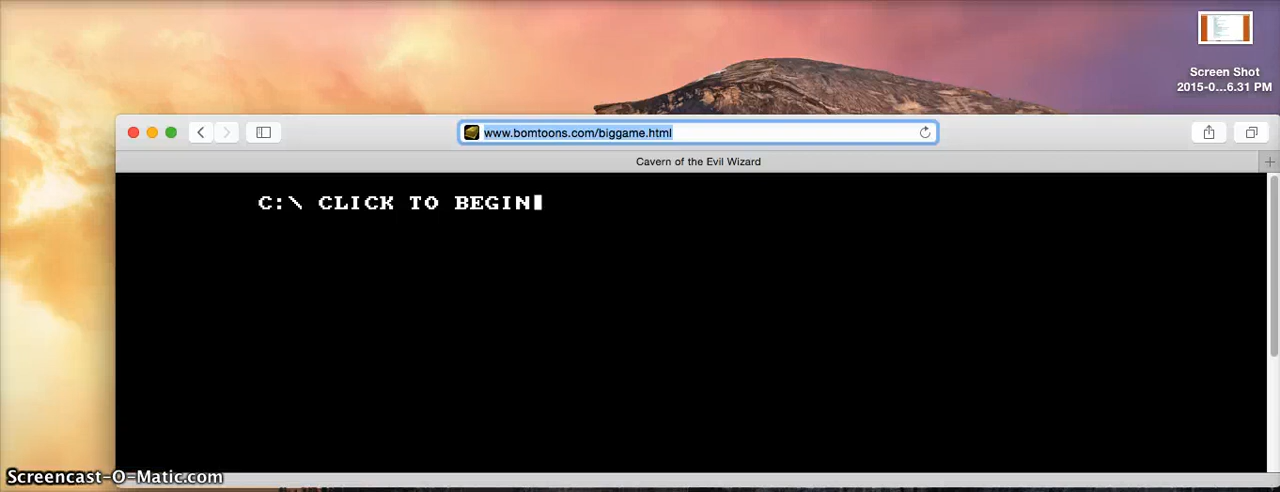 Screen Shot
2015-0...6.31 PM
www.bomtoons.com/biggame.html
Cavern of the Evil Wizard
C:\ CLICK TO BEGIN
Screencast-O-Matic.com